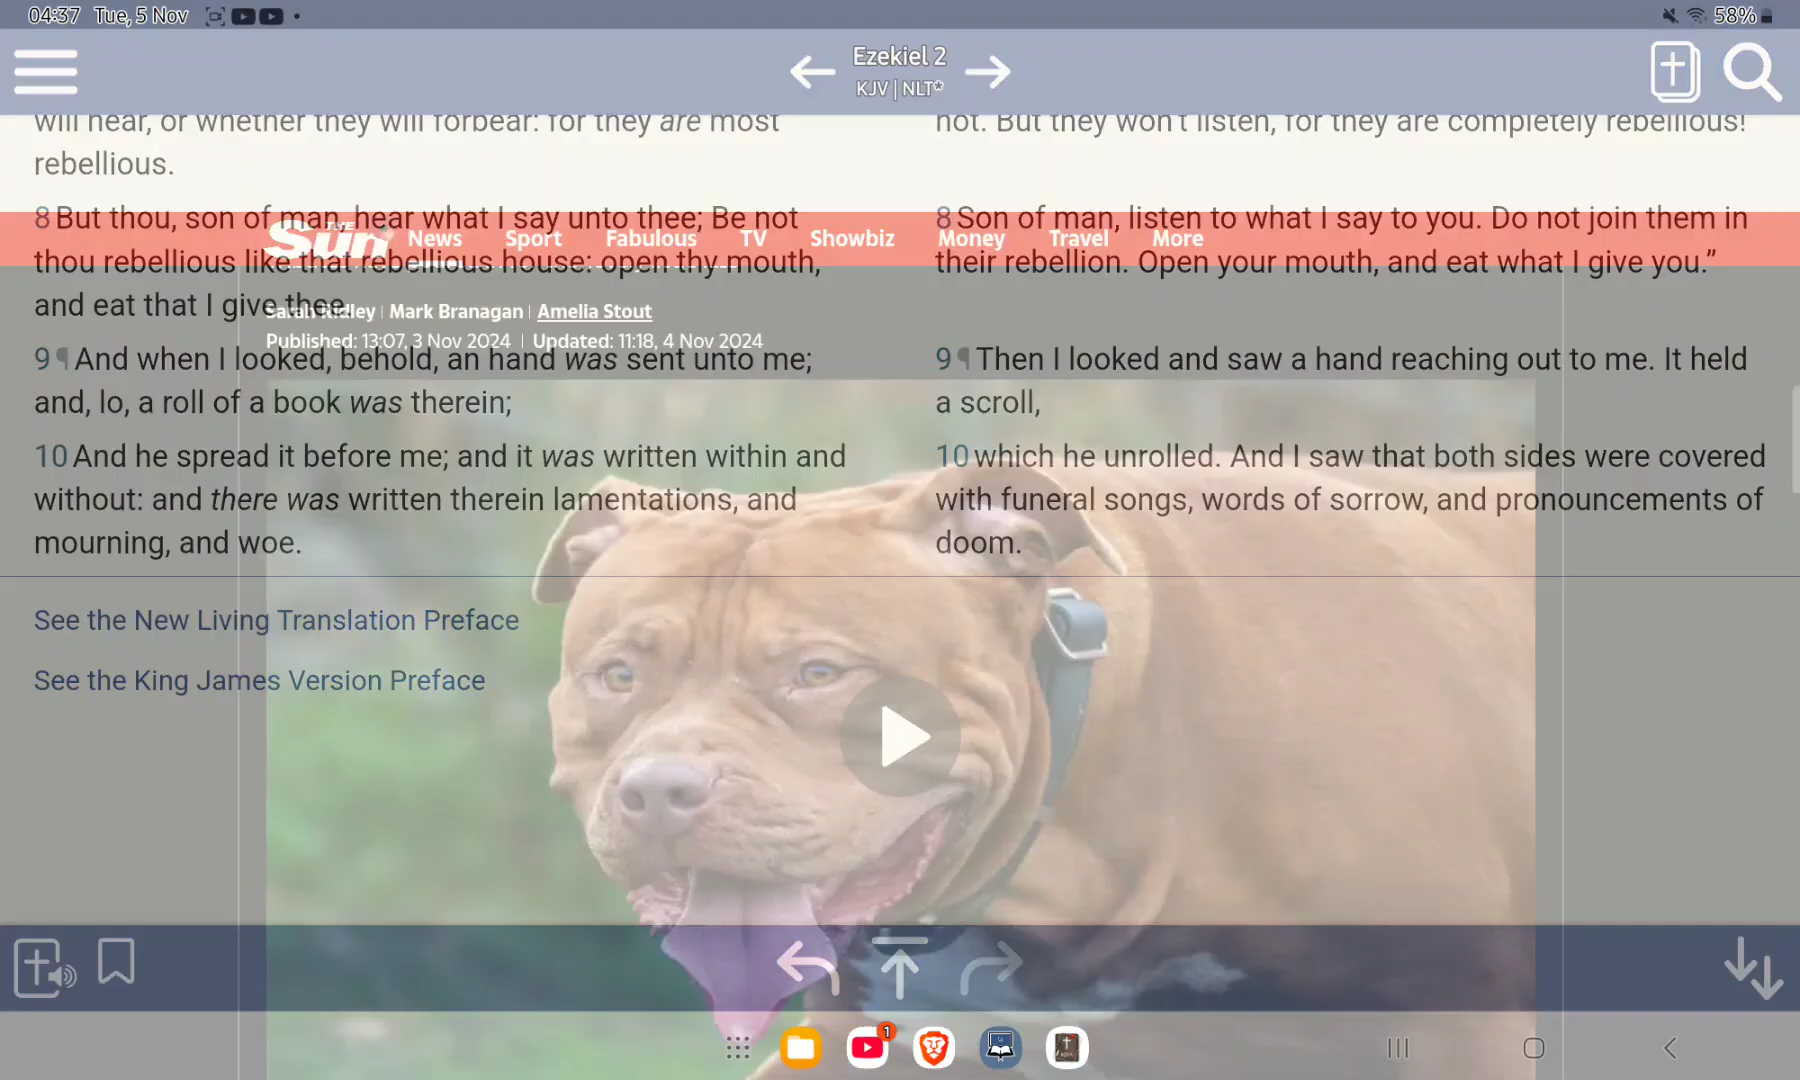 04:37 Tue, 5 Nov
58%
Ezekiel 2
KJV | NLT*
will hear, or whether they will forbear: for they are most
rebellious.
8 But thou, son of man, hear what I say unto thee; Be not
thou rebellious like that rebellious house: open thy mouth,
and eat that I give thee.
9 ¶ And when I looked, behold, an hand was sent unto me;
and, lo, a roll of a book was therein;
10 And he spread it before me; and it was written within and
without: and there was written therein lamentations, and
mourning, and woe.
not. But they won't listen, for they are completely rebellious!
8 Son of man, listen to what I say to you. Do not join them in
their rebellion. Open your mouth, and eat what I give you.”
9 ¶ Then I looked and saw a hand reaching out to me. It held
a scroll,
10 which he unrolled. And I saw that both sides were covered
with funeral songs, words of sorrow, and pronouncements of
doom.
See the New Living Translation Preface
See the King James Version Preface
THE
Sun
News Sport Fabulous TV Showbiz Money Travel More
Sarah Ridley | Mark Branagan | Amelia Stout
Published: 13:07, 3 Nov 2024 | Updated: 11:18, 4 Nov 2024
1